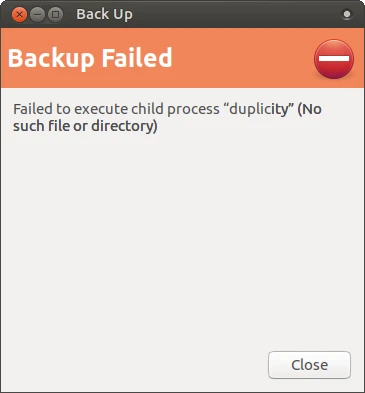 Back Up
Backup Failed
Failed to execute child process “duplicity” (No
such file or directory)
Close